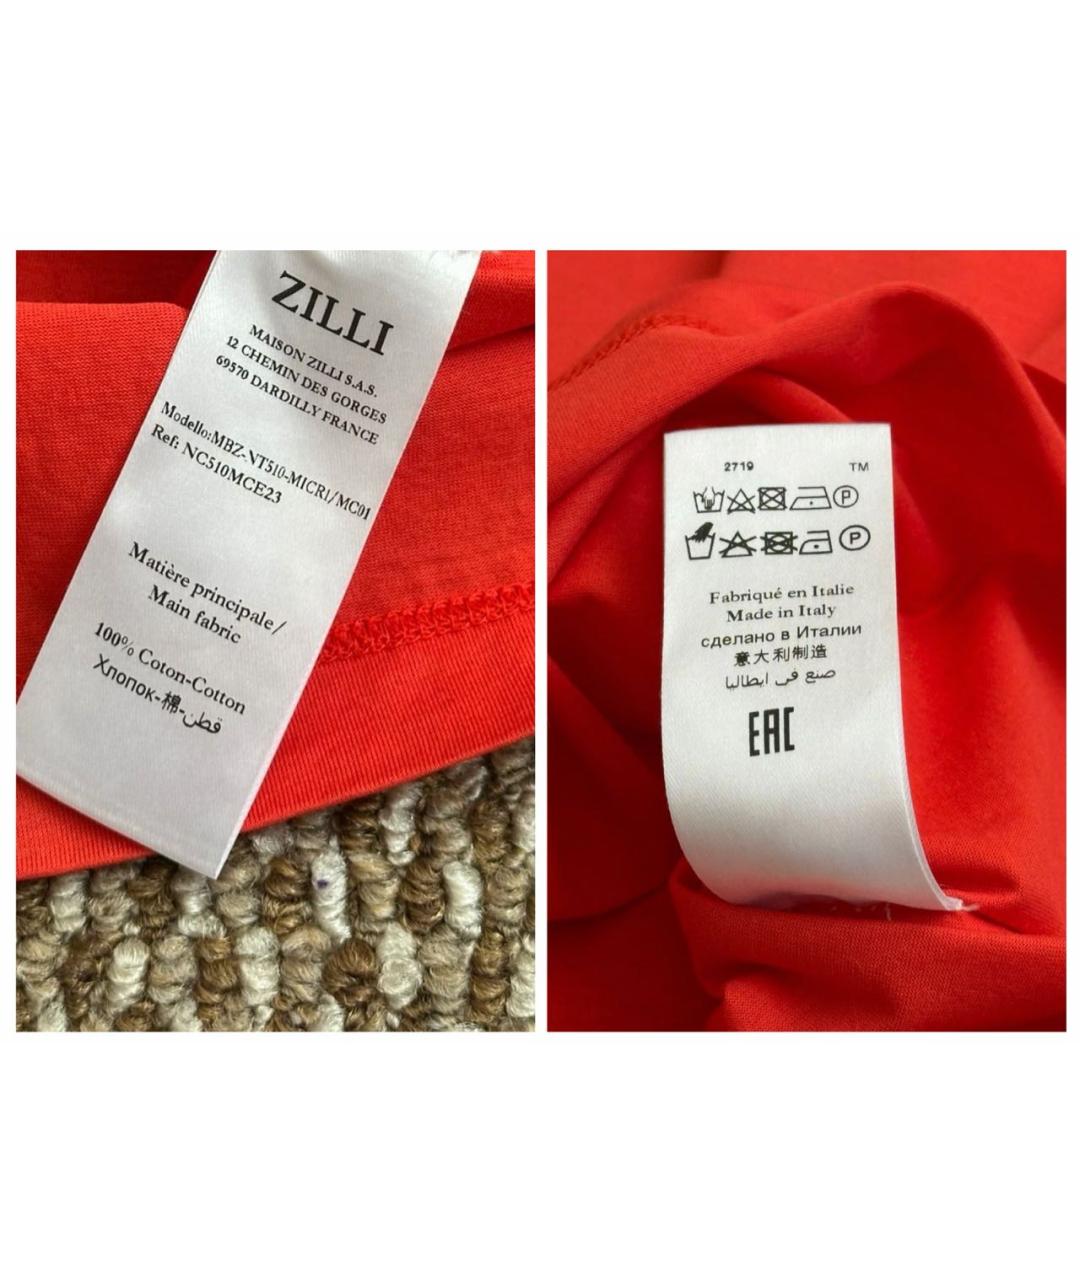 ZILLI
MAISON ZILLI S.A.S.
12 CHEMIN DES GORGES
69570 DARDILLY FRANCE
Modello:MBZ-NT510-MICR1/MC01
Ref: NC510MCE23
Matière principale/
Main fabric
100% Coton-Cotton
Хлопок-棉-قطن
2719 TM
P
P
Fabriqué en Italie
Made in Italy
сделано в Италии
意大利制造
صنع في ايطاليا
EAC